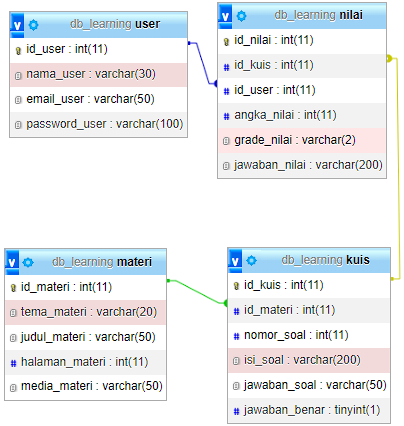 db_learning user
id_user : int(11)
nama_user : varchar(30)
email_user : varchar(50)
password_user : varchar(100)
db_learning nilai
id_nilai : int(11)
id_kuis : int(11)
id_user : int(11)
angka_nilai : int(11)
grade_nilai : varchar(2)
jawaban_nilai : varchar(200)
db_learning materi
id_materi : int(11)
tema_materi : varchar(20)
judul_materi : varchar(50)
halaman_materi : int(11)
media_materi : varchar(50)
db_learning kuis
id_kuis : int(11)
id_materi : int(11)
nomor_soal : int(11)
isi_soal : varchar(200)
jawaban_soal : varchar(50)
jawaban_benar : tinyint(1)